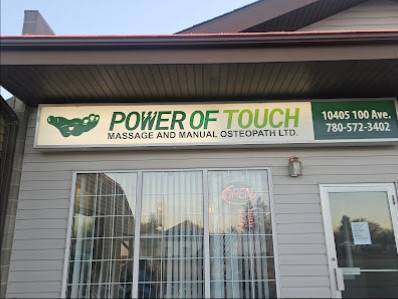 POWER OF TOUCH
MASSAGE AND MANUAL OSTEOPATH LTD.
10405 100 Ave.
780-572-3402
OPEN